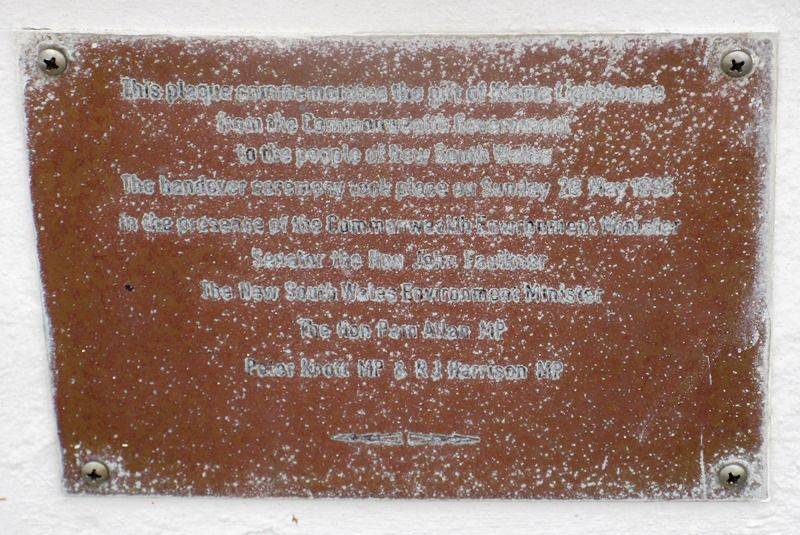 This plaque commemorates the gift of Kiama Lighthouse
from the Commonwealth Government
to the people of New South Wales
The handover ceremony took place on Sunday 28 May 1995
in the presence of the Commonwealth Environment Minister
Senator the Hon John Faulkner
The New South Wales Environment Minister
The Hon Pam Allan MP
Peter Knott MP & R J Harrison MP